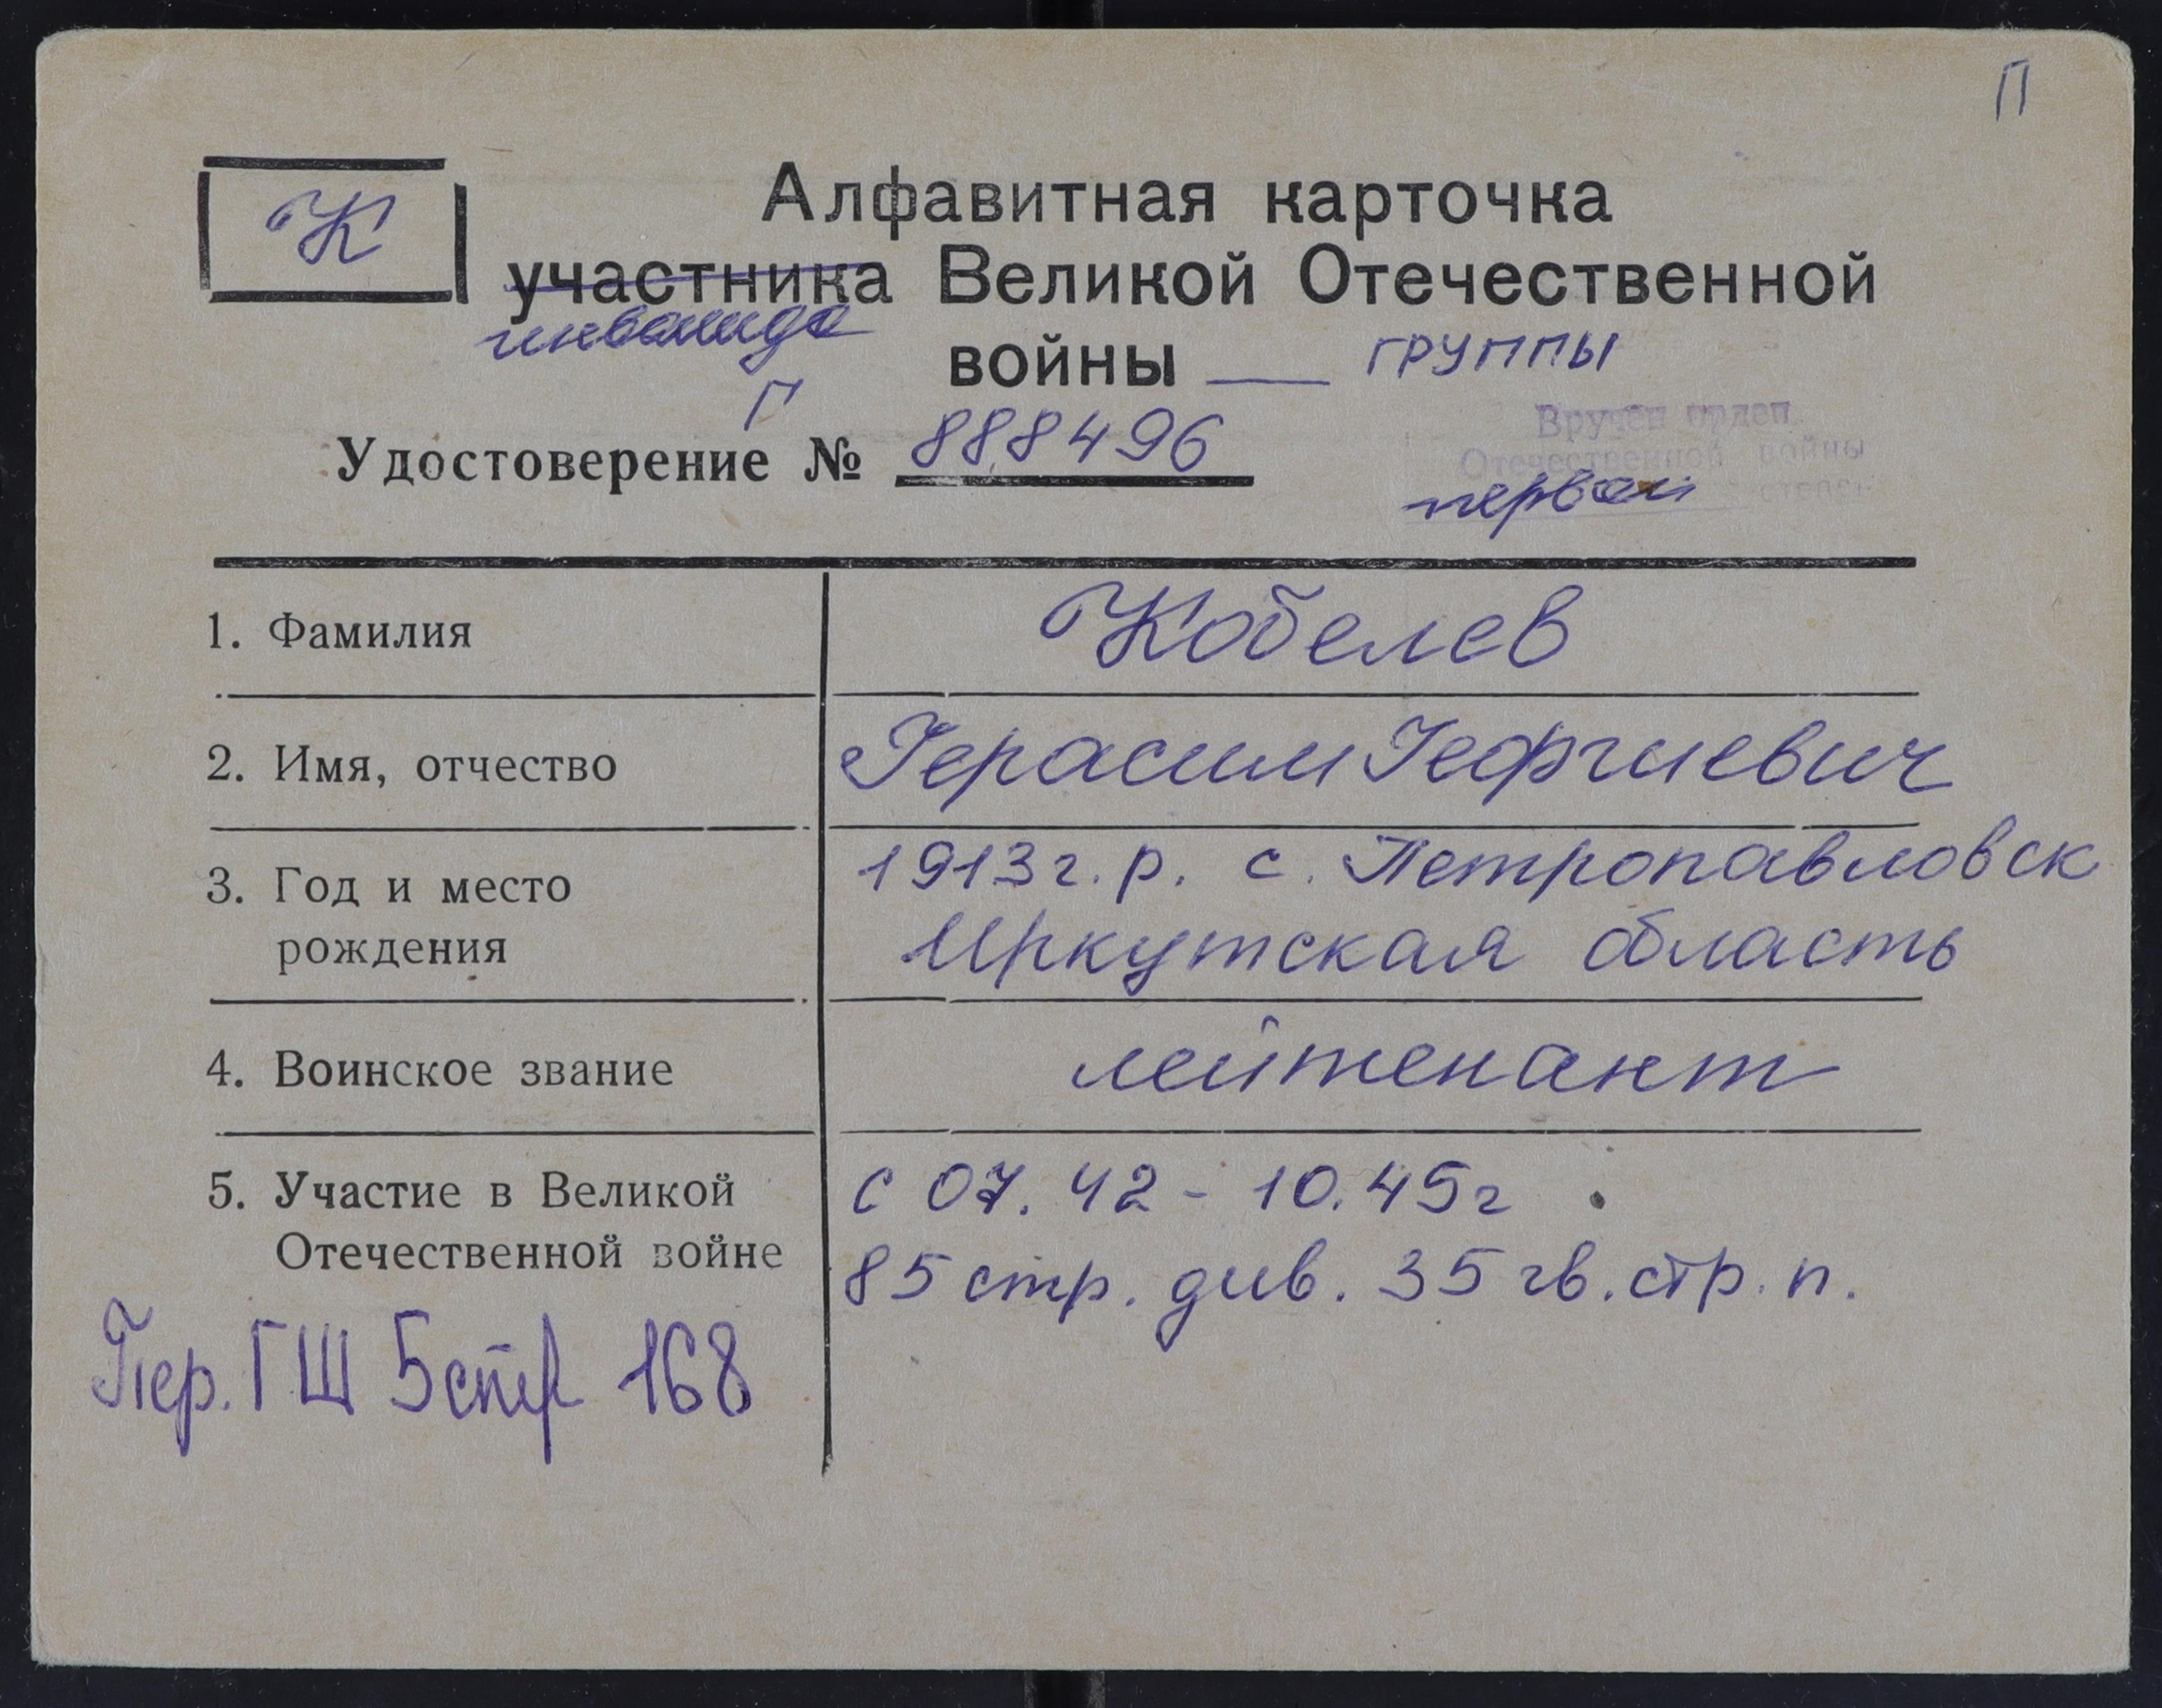 П
К
Алфавитная карточка
участника Великой Отечественной
инвалида
войны — группы
Г
Удостоверение № 888496
Вручен орден
Отечественной войны
первой степен
1. Фамилия Кобелев
2. Имя, отчество Герасим Георгиевич
3. Год и место рождения 1913 г. р. с. Петропавловск
Иркутская область
4. Воинское звание лейтенант
5. Участие в Великой Отечественной войне с 07. 42 - 10. 45 г
85 стр. див. 35 гв. стр. п.
Пер. ГШ 5 стр 168